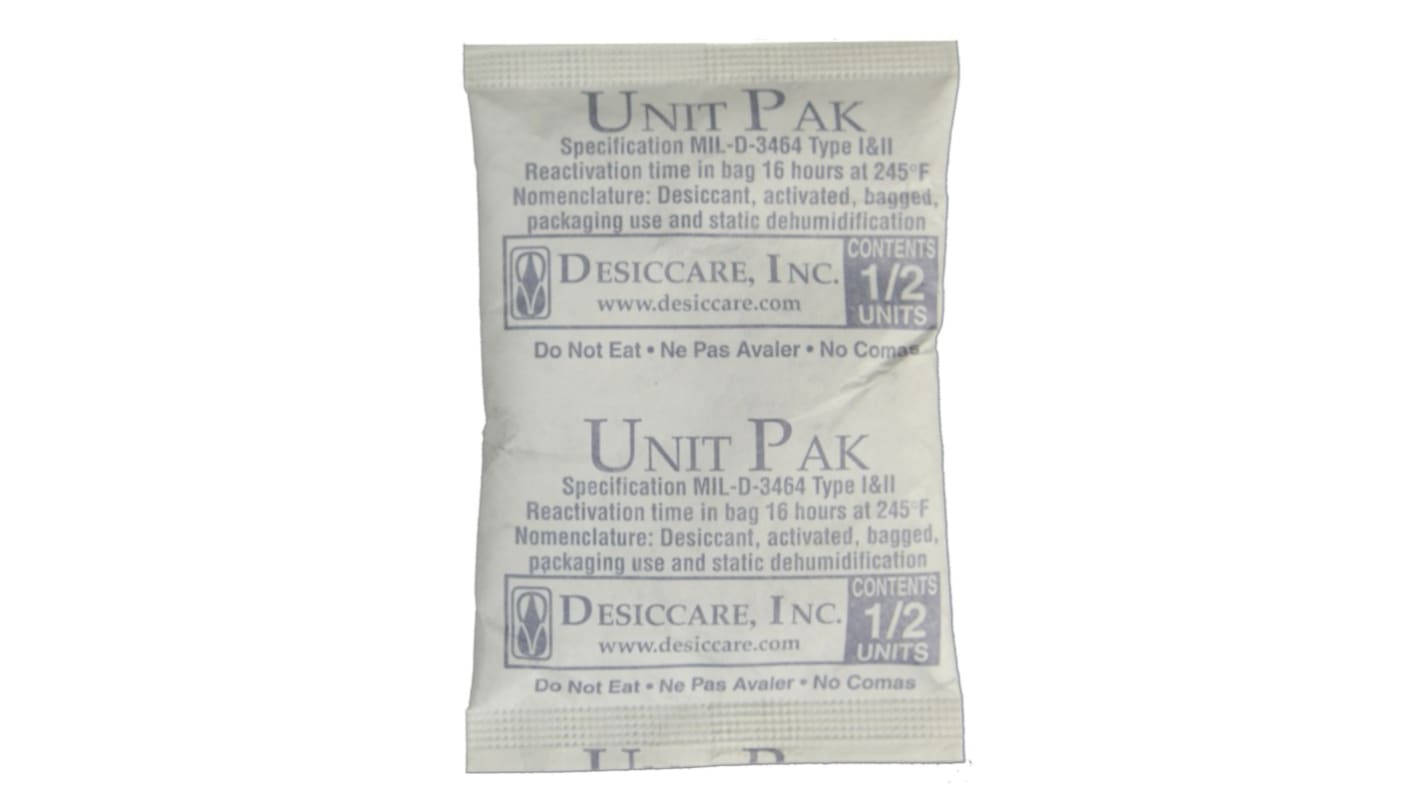 UNIT PAK
Specification MIL-D-3464 Type I&II
Reactivation time in bag 16 hours at 245°F
Nomenclature: Desiccant, activated, bagged,
packaging use and static dehumidification
DESICCARE, INC.
www.desiccare.com
CONTENTS
1/2
UNITS
Do Not Eat • Ne Pas Avaler • No Comas
UNIT PAK
Specification MIL-D-3464 Type I&II
Reactivation time in bag 16 hours at 245°F
Nomenclature: Desiccant, activated, bagged,
packaging use and static dehumidification
DESICCARE, INC.
www.desiccare.com
CONTENTS
1/2
UNITS
Do Not Eat • Ne Pas Avaler • No Comas